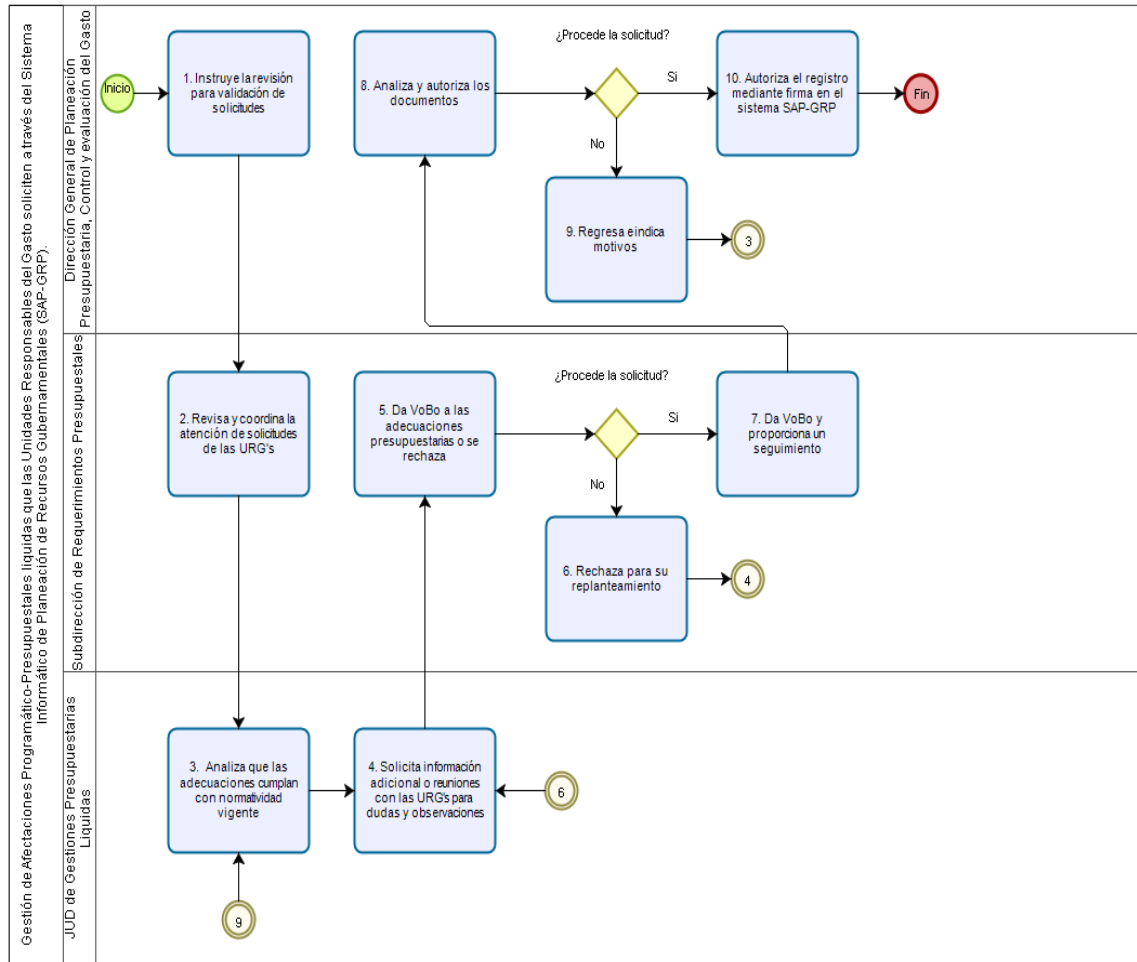 Gestión de Afectaciones Programático-Presupuestales liquidas que las Unidades Responsables del Gasto soliciten a través del Sistema
Informático de Planeación de Recursos Gubernamentales (SAP-GRP).
Dirección General de Planeación
Presupuestaria, Control y evaluación del Gasto
Inicio
1. Instruye la revisión
para validación de
solicitudes
8. Analiza y autoriza los
documentos
¿Procede la solicitud?
Si
No
10. Autoriza el registro
mediante firma en el
sistema SAP-GRP
Fin
9. Regresa e indica
motivos
3
Subdirección de Requerimientos Presupuestales
2. Revisa y coordina la
atención de solicitudes
de las URG's
5. Da VoBo a las
adecuaciones
presupuestarias o se
rechaza
¿Procede la solicitud?
Si
No
7. Da VoBo y
proporciona un
seguimiento
6. Rechaza para su
replanteamiento
4
JUD de Gestiones Presupuestarias
Liquidas
3. Analiza que las
adecuaciones cumplan
con normatividad
vigente
4. Solicita información
adicional o reuniones
con las URG's para
dudas y observaciones
6
9